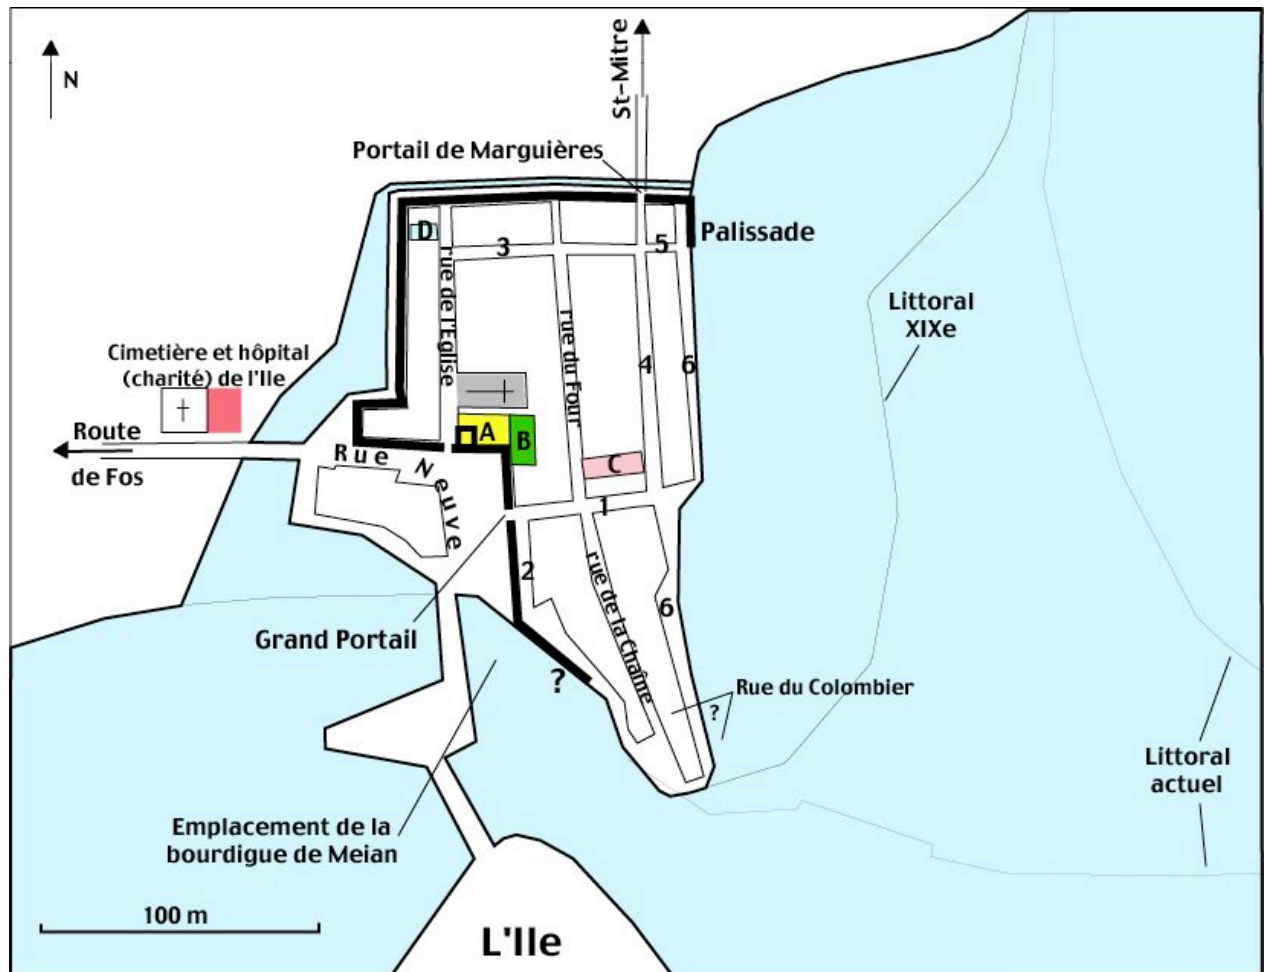 N
St-Mitre
Portail de Marguières
Palissade
D
3
5
rue de l'Eglise
rue du Four
4
6
Littoral
XIXe
Cimetière et hôpital
(charité) de l'Ile
A
B
C
Route
de Fos
Rue Neuve
1
2
rue de la Chaîne
6
Grand Portail
?
Rue du Colombier
?
Littoral
actuel
Emplacement de la
bourdigue de Meian
100 m
L'Ile